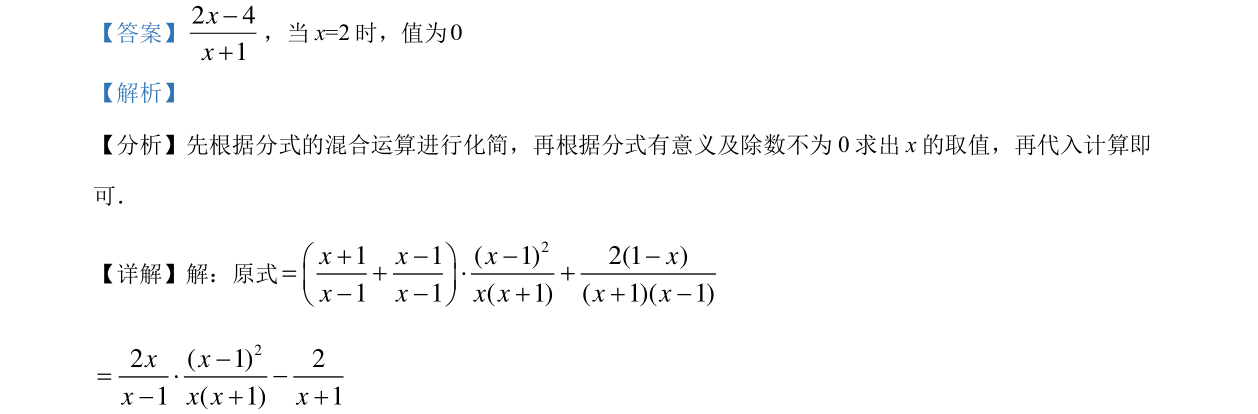 【答案】$\frac{2x-4}{x+1}$，当 x=2 时，值为0
【解析】
【分析】先根据分式的混合运算进行化简，再根据分式有意义及除数不为 0 求出 x 的取值，再代入计算即
可．
【详解】解：原式$=\left(\frac{x+1}{x-1}+\frac{x-1}{x-1}\right)\cdot\frac{(x-1)^2}{x(x+1)}+\frac{2(1-x)}{(x+1)(x-1)}$
$=\frac{2x}{x-1}\cdot\frac{(x-1)^2}{x(x+1)}-\frac{2}{x+1}$